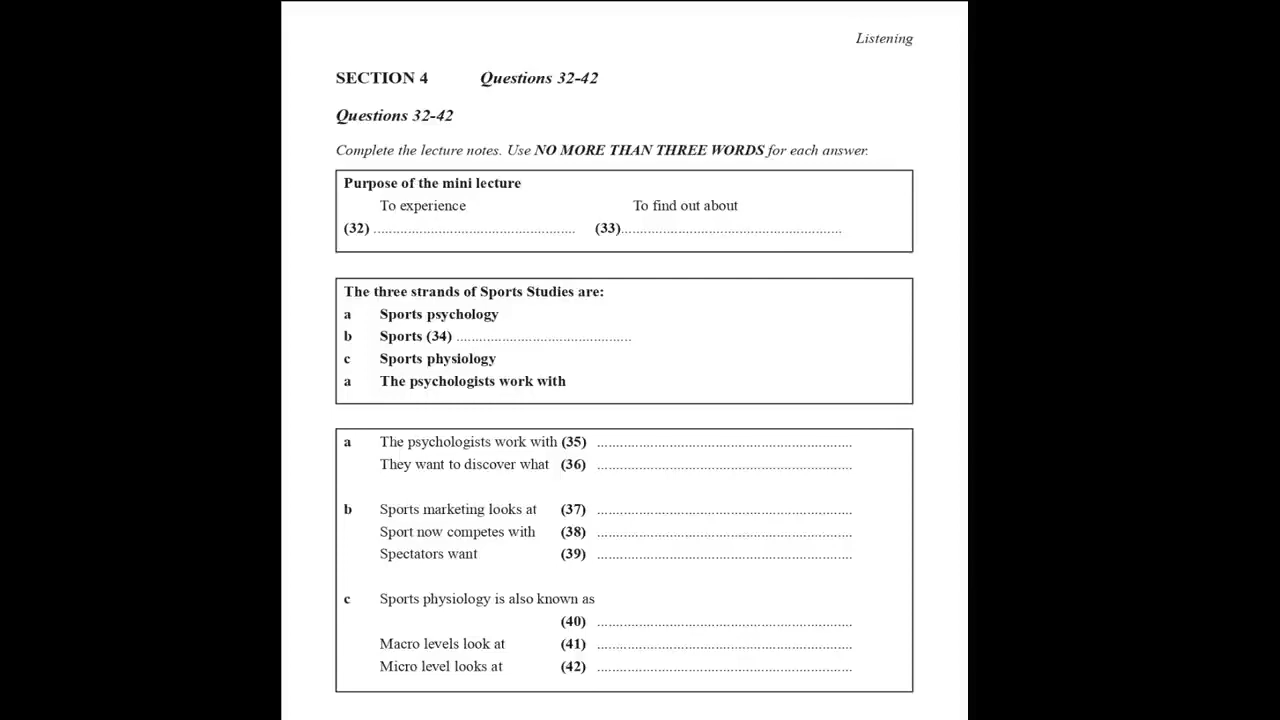 Listening
SECTION 4 Questions 32-42
Questions 32-42
Complete the lecture notes. Use NO MORE THAN THREE WORDS for each answer.
Purpose of the mini lecture
To experience To find out about
(32) .................................................... (33)..........................................................
The three strands of Sports Studies are:
a Sports psychology
b Sports (34) ..............................................
c Sports physiology
a The psychologists work with
a The psychologists work with (35) ...................................................................
They want to discover what (36) ...................................................................
b Sports marketing looks at (37) ...................................................................
Sport now competes with (38) ...................................................................
Spectators want (39) ...................................................................
c Sports physiology is also known as
(40) ...................................................................
Macro levels look at (41) ...................................................................
Micro level looks at (42) ...................................................................